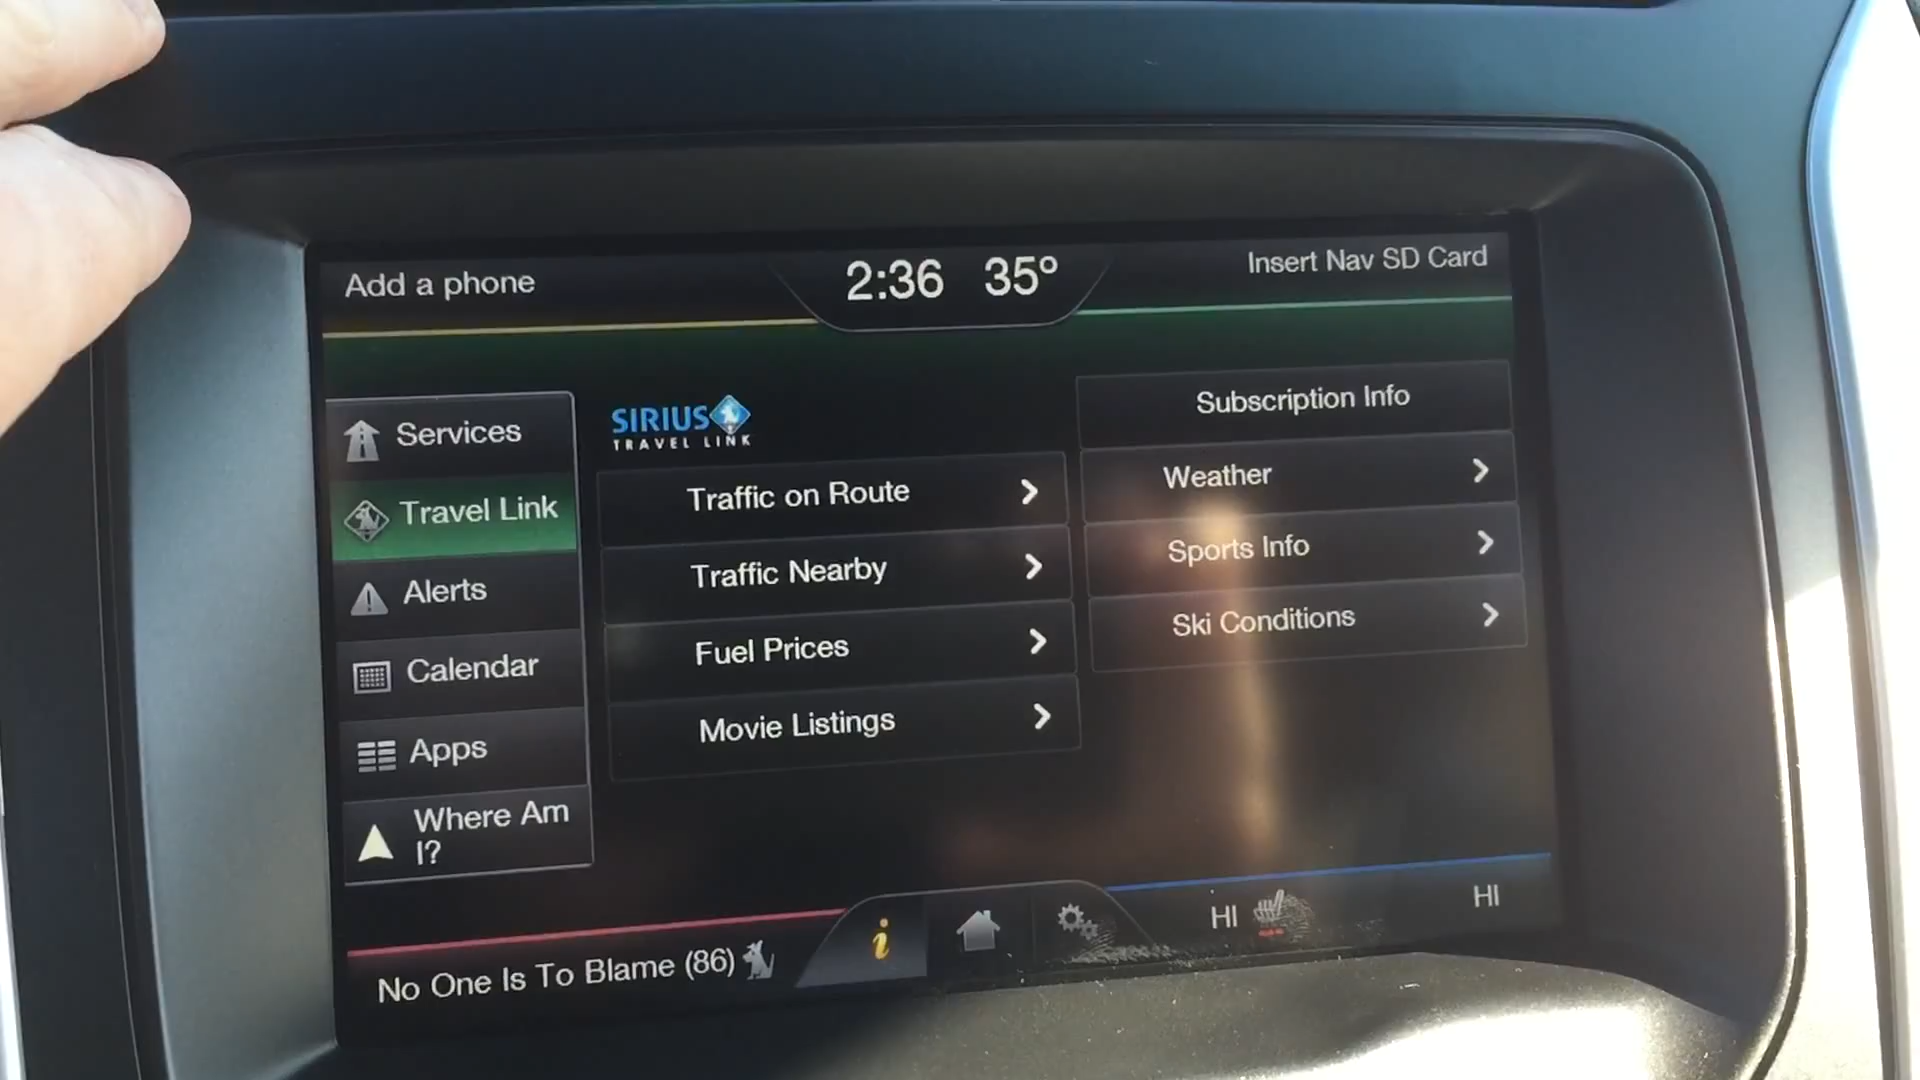 Add a phone
2:36 35°
Insert Nav SD Card
Services
Travel Link
Alerts
Calendar
Apps
Where Am
I?
SIRIUS
TRAVEL LINK
Traffic on Route
Traffic Nearby
Fuel Prices
Movie Listings
Subscription Info
Weather
Sports Info
Ski Conditions
No One Is To Blame (86)
i
HI
HI